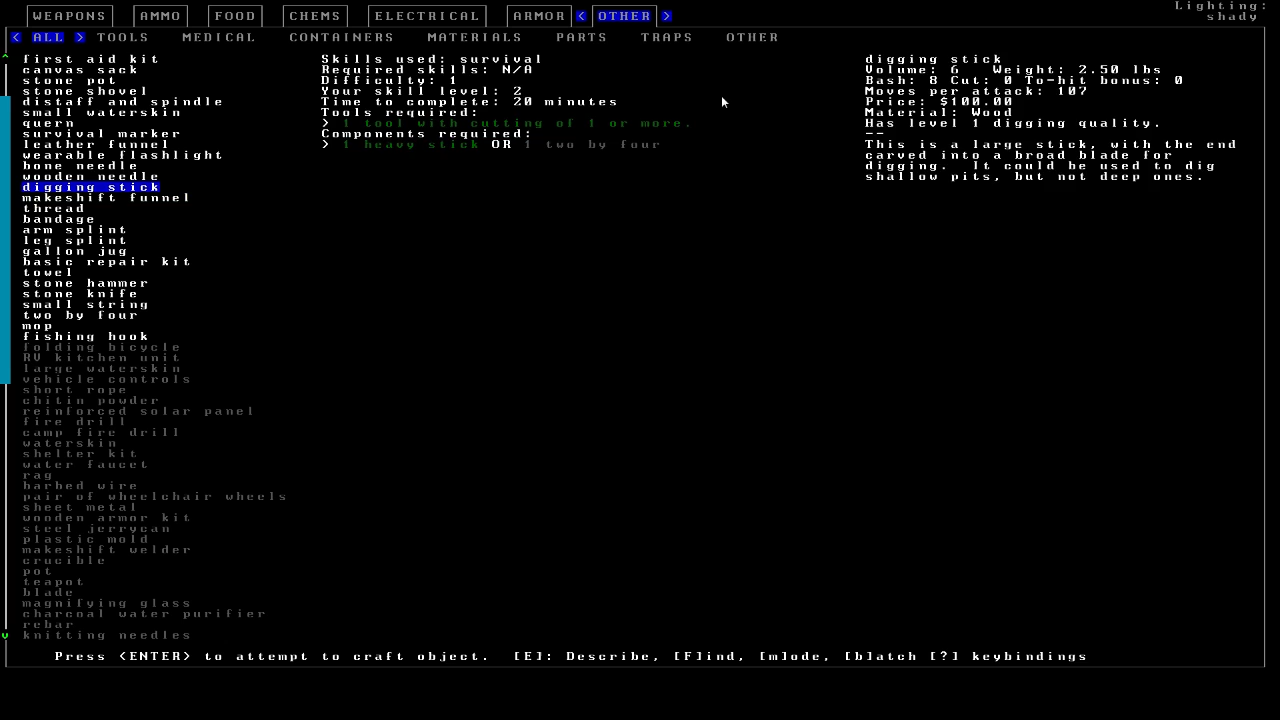 Lighting:
shady
WEAPONS AMMO FOOD CHEMS ELECTRICAL ARMOR < OTHER >
< ALL > TOOLS MEDICAL CONTAINERS MATERIALS PARTS TRAPS OTHER
first aid kit
canvas sack
stone pot
stone shovel
distaff and spindle
small waterskin
quern
survival marker
leather funnel
wearable flashlight
bone needle
wooden needle
digging stick
makeshift funnel
thread
bandage
arm splint
leg splint
gallon jug
basic repair kit
towel
stone hammer
stone knife
small string
two by four
mop
fishing hook
folding bicycle
RV kitchen unit
large waterskin
vehicle controls
short rope
chitin powder
reinforced solar panel
fire drill
camp fire drill
waterskin
shelter kit
water faucet
rag
barbed wire
pair of wheelchair wheels
sheet metal
wooden armor kit
steel jerrycan
plastic mold
makeshift welder
crucible
pot
teapot
blade
magnifying glass
charcoal water purifier
rebar
knitting needles
Skills used: survival
Required skills: N/A
Difficulty: 1
Your skill level: 2
Time to complete: 20 minutes
Tools required:
> 1 tool with cutting of 1 or more.
Components required:
> 1 heavy stick OR 1 two by four
digging stick
Volume: 6 Weight: 2.50 lbs
Bash: 8 Cut: 0 To-hit bonus: 0
Moves per attack: 107
Price: $100.00
Material: Wood
Has level 1 digging quality.
--
This is a large stick, with the end
carved into a broad blade for
digging. It could be used to dig
shallow pits, but not deep ones.
Press <ENTER> to attempt to craft object. [E]: Describe, [F]ind, [m]ode, [b]atch [?] keybindings